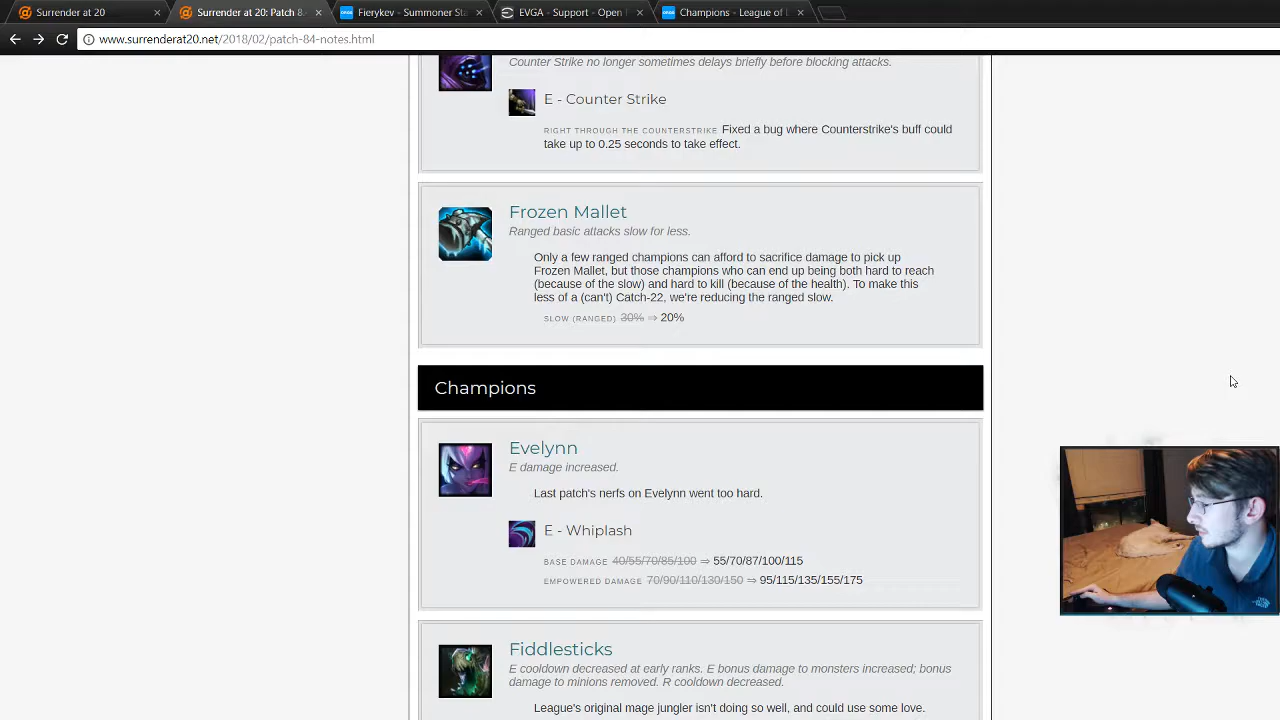 Surrender at 20
Surrender at 20: Patch 8.
Fierykev - Summoner Sta
EVGA - Support - Open
Champions - League of L
www.surrenderat20.net/2018/02/patch-84-notes.html
Counter Strike no longer sometimes delays briefly before blocking attacks.
E - Counter Strike
RIGHT THROUGH THE COUNTERSTRIKE Fixed a bug where Counterstrike's buff could
take up to 0.25 seconds to take effect.
Frozen Mallet
Ranged basic attacks slow for less.
Only a few ranged champions can afford to sacrifice damage to pick up
Frozen Mallet, but those champions who can end up being both hard to reach
(because of the slow) and hard to kill (because of the health). To make this
less of a (can't) Catch-22, we're reducing the ranged slow.
SLOW (RANGED) 30% ⇒ 20%
Champions
Evelynn
E damage increased.
Last patch's nerfs on Evelynn went too hard.
E - Whiplash
BASE DAMAGE 40/55/70/85/100 ⇒ 55/70/87/100/115
EMPOWERED DAMAGE 70/90/110/130/150 ⇒ 95/115/135/155/175
Fiddlesticks
E cooldown decreased at early ranks. E bonus damage to monsters increased; bonus
damage to minions removed. R cooldown decreased.
League's original mage jungler isn't doing so well, and could use some love.